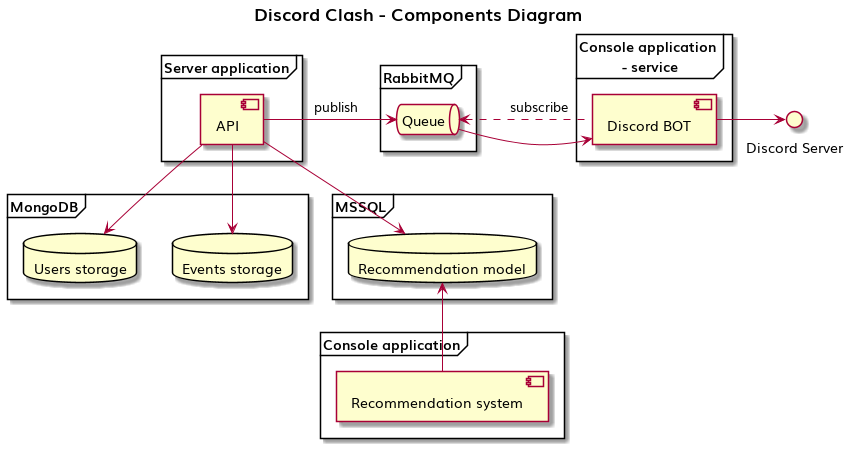 Discord Clash - Components Diagram
Console application
- service
Server application
RabbitMQ
publish
subscribe
Queue
API
Discord BOT
Discord Server
MongoDB
MSSQL
Users storage
Events storage
Recommendation model
Console application
Recommendation system